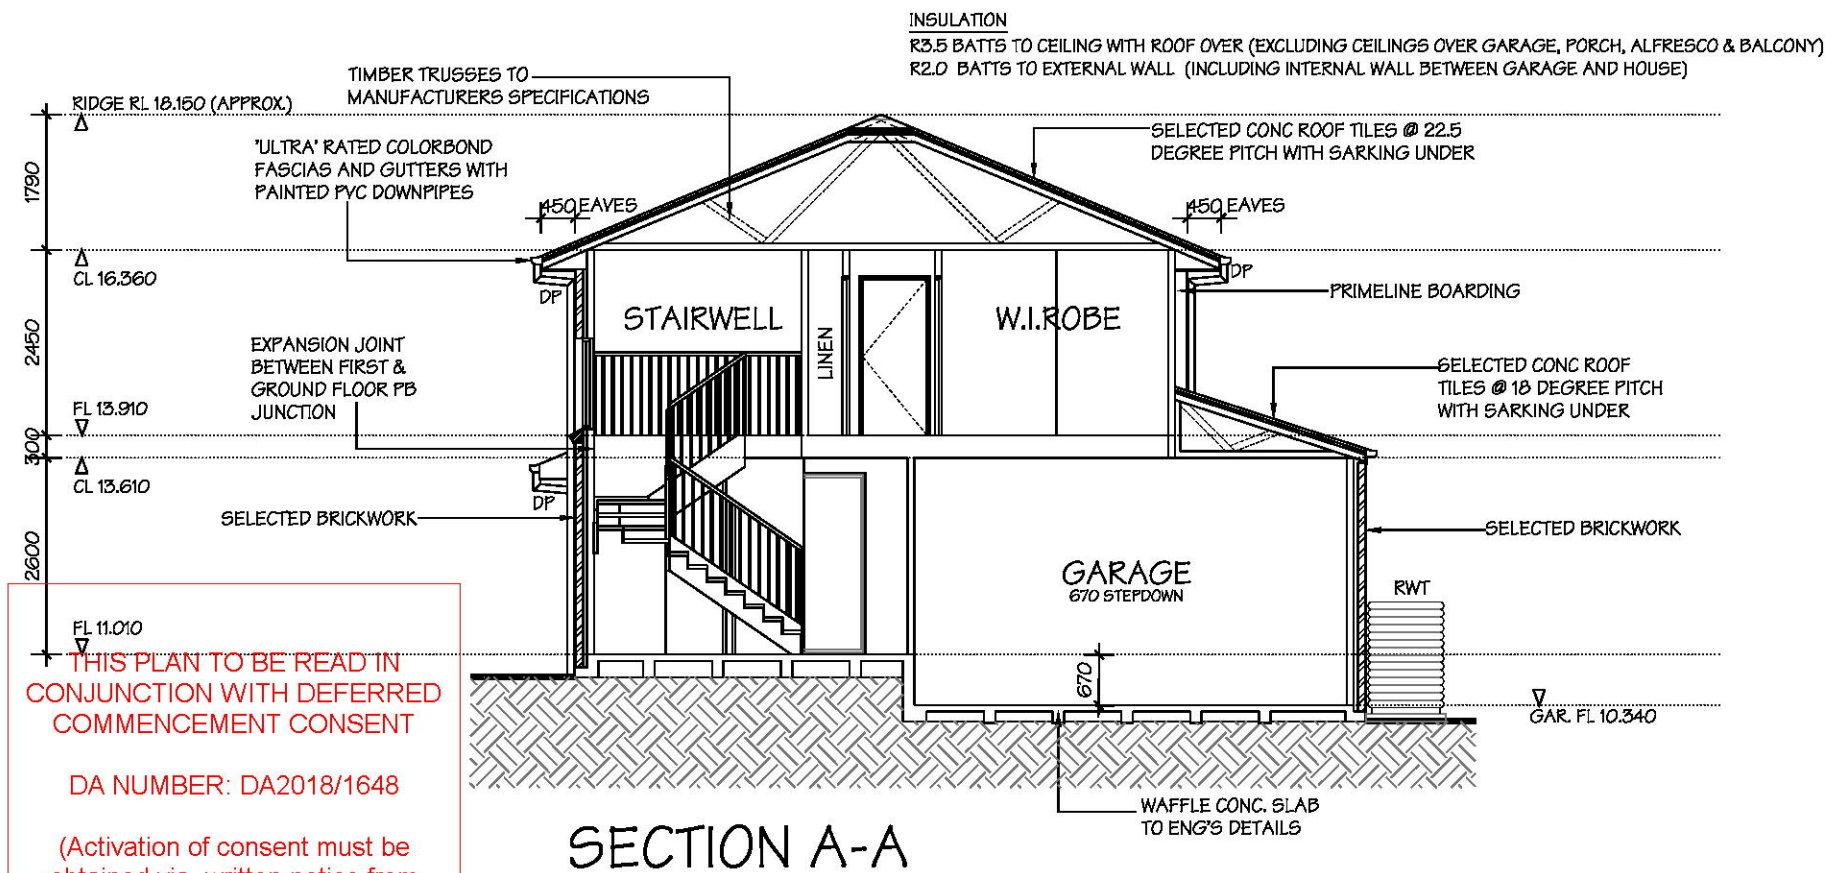 INSULATION
R3.5 BATTS TO CEILING WITH ROOF OVER (EXCLUDING CEILINGS OVER GARAGE, PORCH, ALFRESCO & BALCONY)
R2.0 BATTS TO EXTERNAL WALL (INCLUDING INTERNAL WALL BETWEEN GARAGE AND HOUSE)
TIMBER TRUSSES TO
MANUFACTURERS SPECIFICATIONS
RIDGE RL 18.150 (APPROX.)
SELECTED CONC ROOF TILES @ 22.5
DEGREE PITCH WITH SARKING UNDER
'ULTRA' RATED COLORBOND
FASCIAS AND GUTTERS WITH
PAINTED PVC DOWNPIPES
1790
450 EAVES
450 EAVES
CL 16.360
DP
DP
PRIMELINE BOARDING
STAIRWELL
LINEN
W.I.ROBE
2450
EXPANSION JOINT
BETWEEN FIRST &
GROUND FLOOR PB
JUNCTION
SELECTED CONC ROOF
TILES @ 18 DEGREE PITCH
WITH SARKING UNDER
FL 13.910
300
CL 13.610
DP
SELECTED BRICKWORK
SELECTED BRICKWORK
2600
GARAGE
670 STEPDOWN
RWT
FL 11.010
670
GAR. FL 10.340
THIS PLAN TO BE READ IN
CONJUNCTION WITH DEFERRED
COMMENCEMENT CONSENT
DA NUMBER: DA2018/1648
(Activation of consent must be
obtained via written notice from
WAFFLE CONC. SLAB
TO ENG'S DETAILS
SECTION A-A